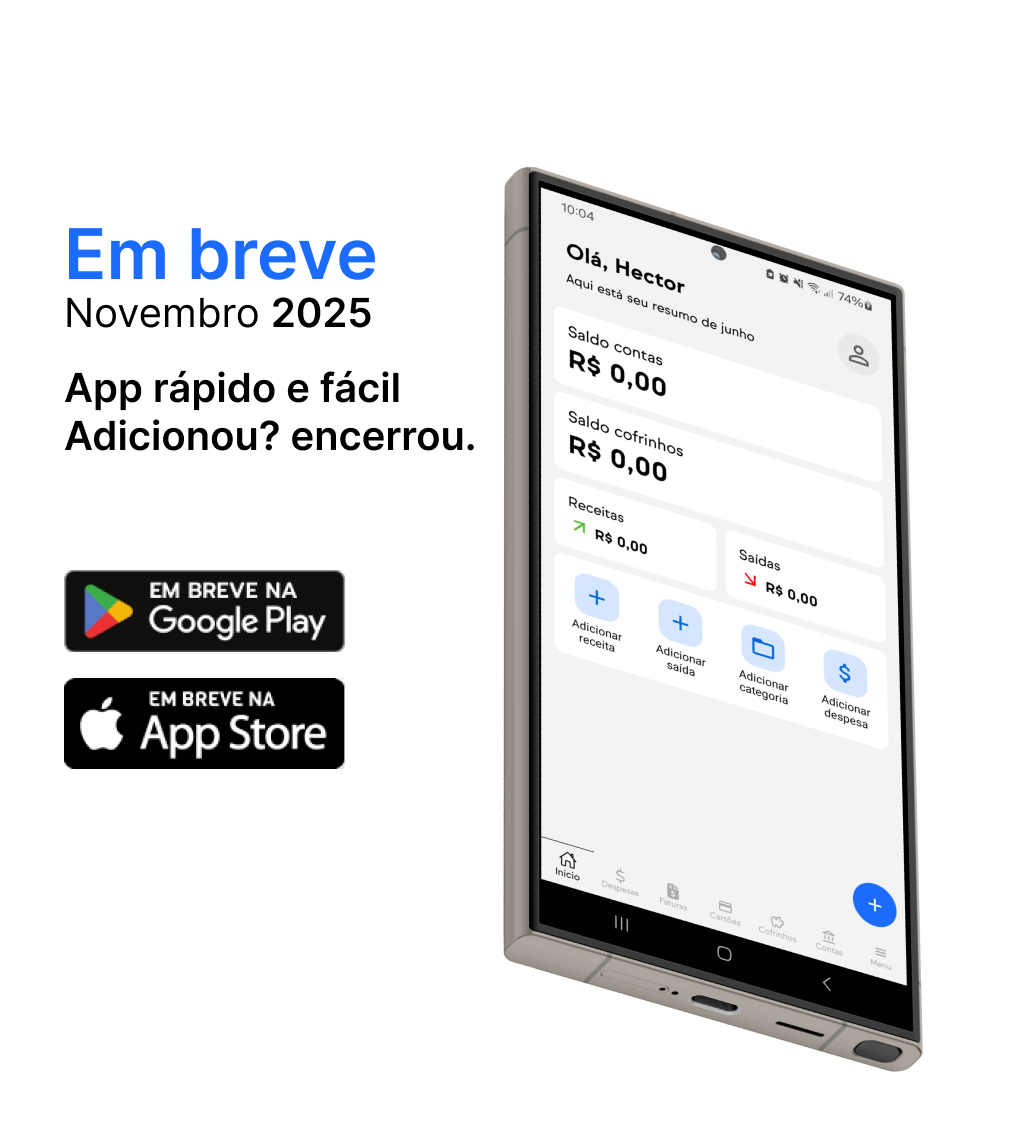 Em breve
Novembro 2025
App rápido e fácil
Adicionou? encerrou.
EM BREVE NA
Google Play
EM BREVE NA
App Store
10:04
74%
Olá, Hector
Aqui está seu resumo de junho
Saldo contas
R$ 0,00
Saldo cofrinhos
R$ 0,00
Receitas
R$ 0,00
Saídas
R$ 0,00
Adicionar
receita
Adicionar
saída
Adicionar
categoria
Adicionar
despesa
Início
Despesas
Faturas
Cartões
Cofrinhos
Contas
Menu